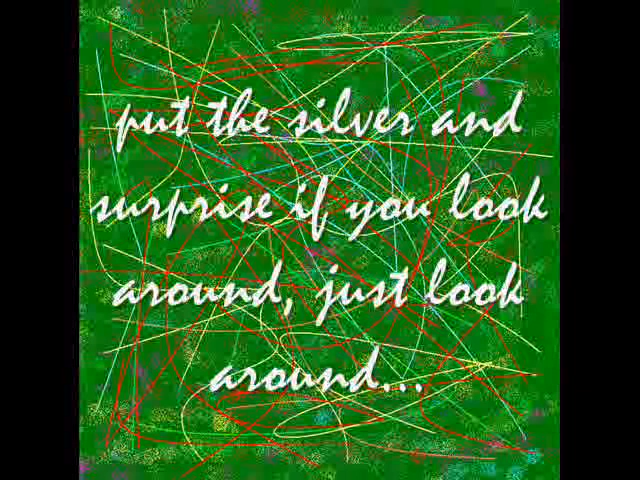 put the silver and
surprise if you look
around, just look
around...